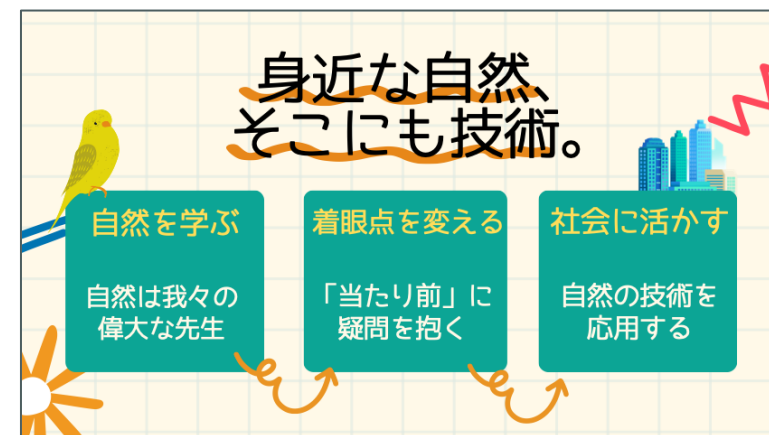 身近な自然、
そこにも技術。
自然を学ぶ
自然は我々の
偉大な先生
着眼点を変える
「当たり前」に
疑問を抱く
社会に活かす
自然の技術を
応用する